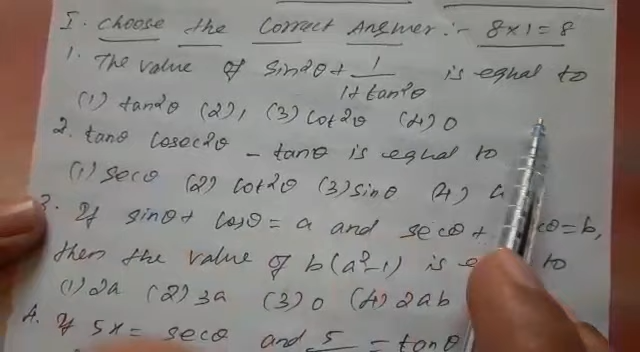 I. Choose the Correct Answer :- 8×1=8
1. The value of sin²θ + 1/(1+tan²θ) is equal to
(1) tan²θ (2) 1 (3) cot²θ (4) 0
2. tanθ cosec²θ - tanθ is equal to
(1) secθ (2) cot²θ (3) sinθ (4)
3. If sinθ + cosθ = a and secθ + = b,
then the value of b(a²-1) is to
(1) 2a (2) 3a (3) 0 (4) 2ab
4. If 5x = secθ and 5/ = tanθ